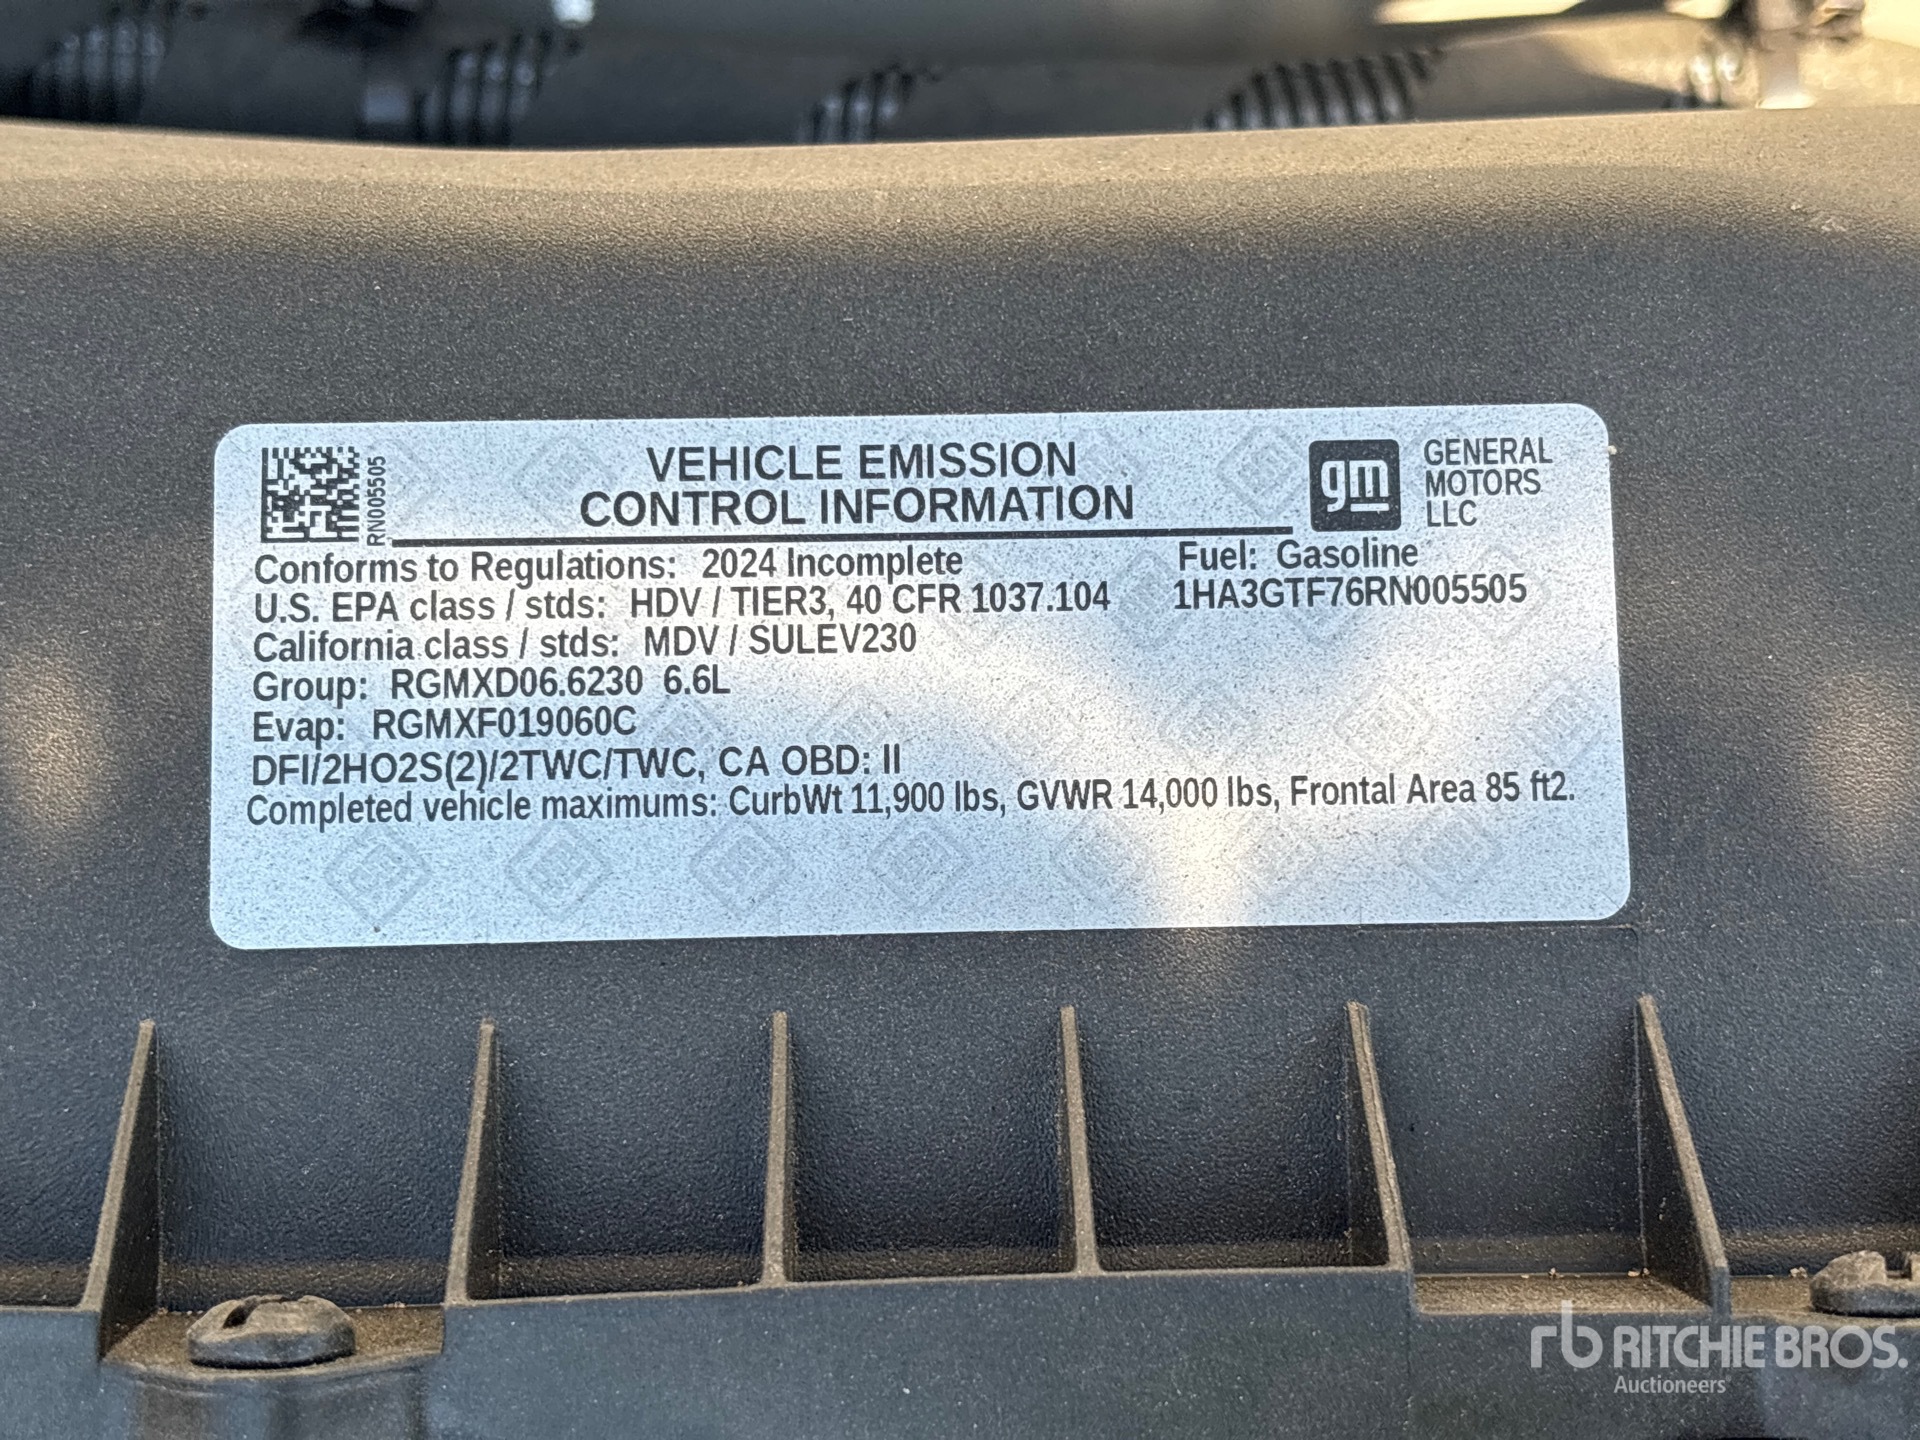 RN005505
VEHICLE EMISSION
CONTROL INFORMATION
gm
GENERAL
MOTORS
LLC
Conforms to Regulations: 2024 Incomplete
Fuel: Gasoline
U.S. EPA class / stds: HDV / TIER3, 40 CFR 1037.104
1HA3GTF76RN005505
California class / stds: MDV / SULEV230
Group: RGMXD06.6230 6.6L
Evap: RGMXF019060C
DFI/2HO2S(2)/2TWC/TWC, CA OBD: II
Completed vehicle maximums: CurbWt 11,900 lbs, GVWR 14,000 lbs, Frontal Area 85 ft2.
rb RITCHIE BROS.
Auctioneers